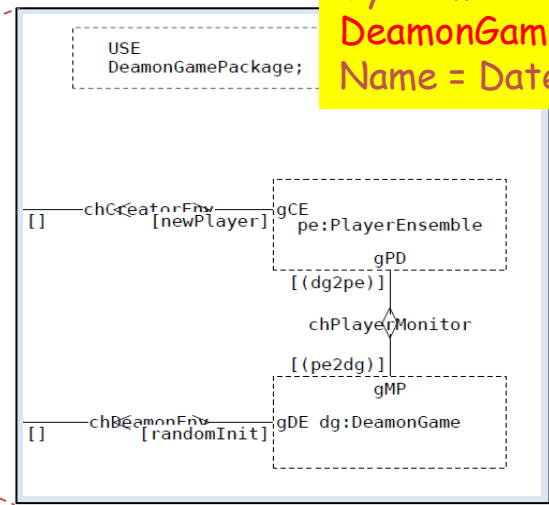 DeamonGam
Name = Date
USE
DeamonGamePackage;
chCreatorEnv
gCE
[]
[newPlayer]
pe:PlayerEnsemble
gPD
[(dg2pe)]
chPlayerMonitor
[(pe2dg)]
gMP
chDeamonEnv
gDE dg:DeamonGame
[]
[randomInit]